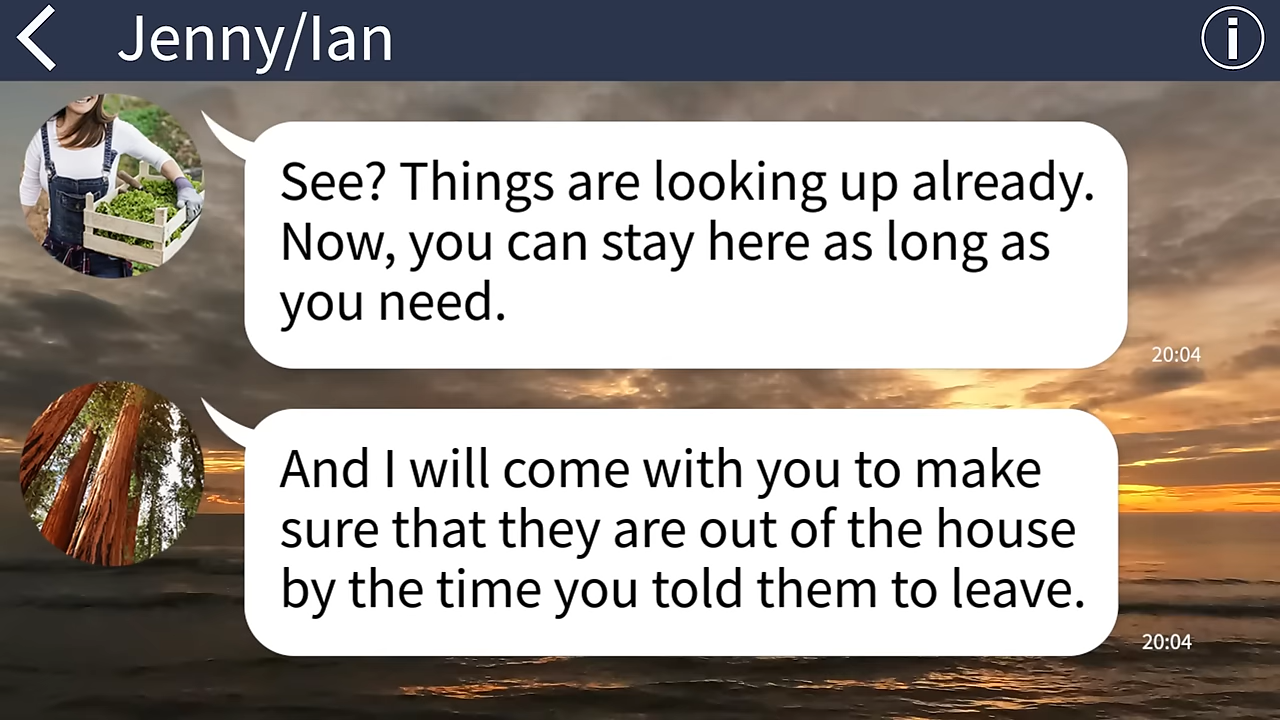 Jenny/Ian
See? Things are looking up already.
Now, you can stay here as long as
you need.
20:04
And I will come with you to make
sure that they are out of the house
by the time you told them to leave.
20:04